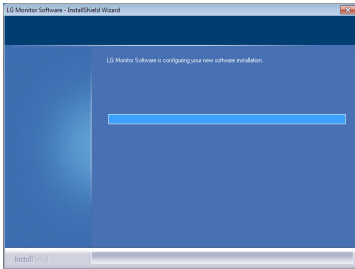 LG Monitor Software - InstallShield Wizard
LG Monitor Software is configuring your new software installation.
InstallShield